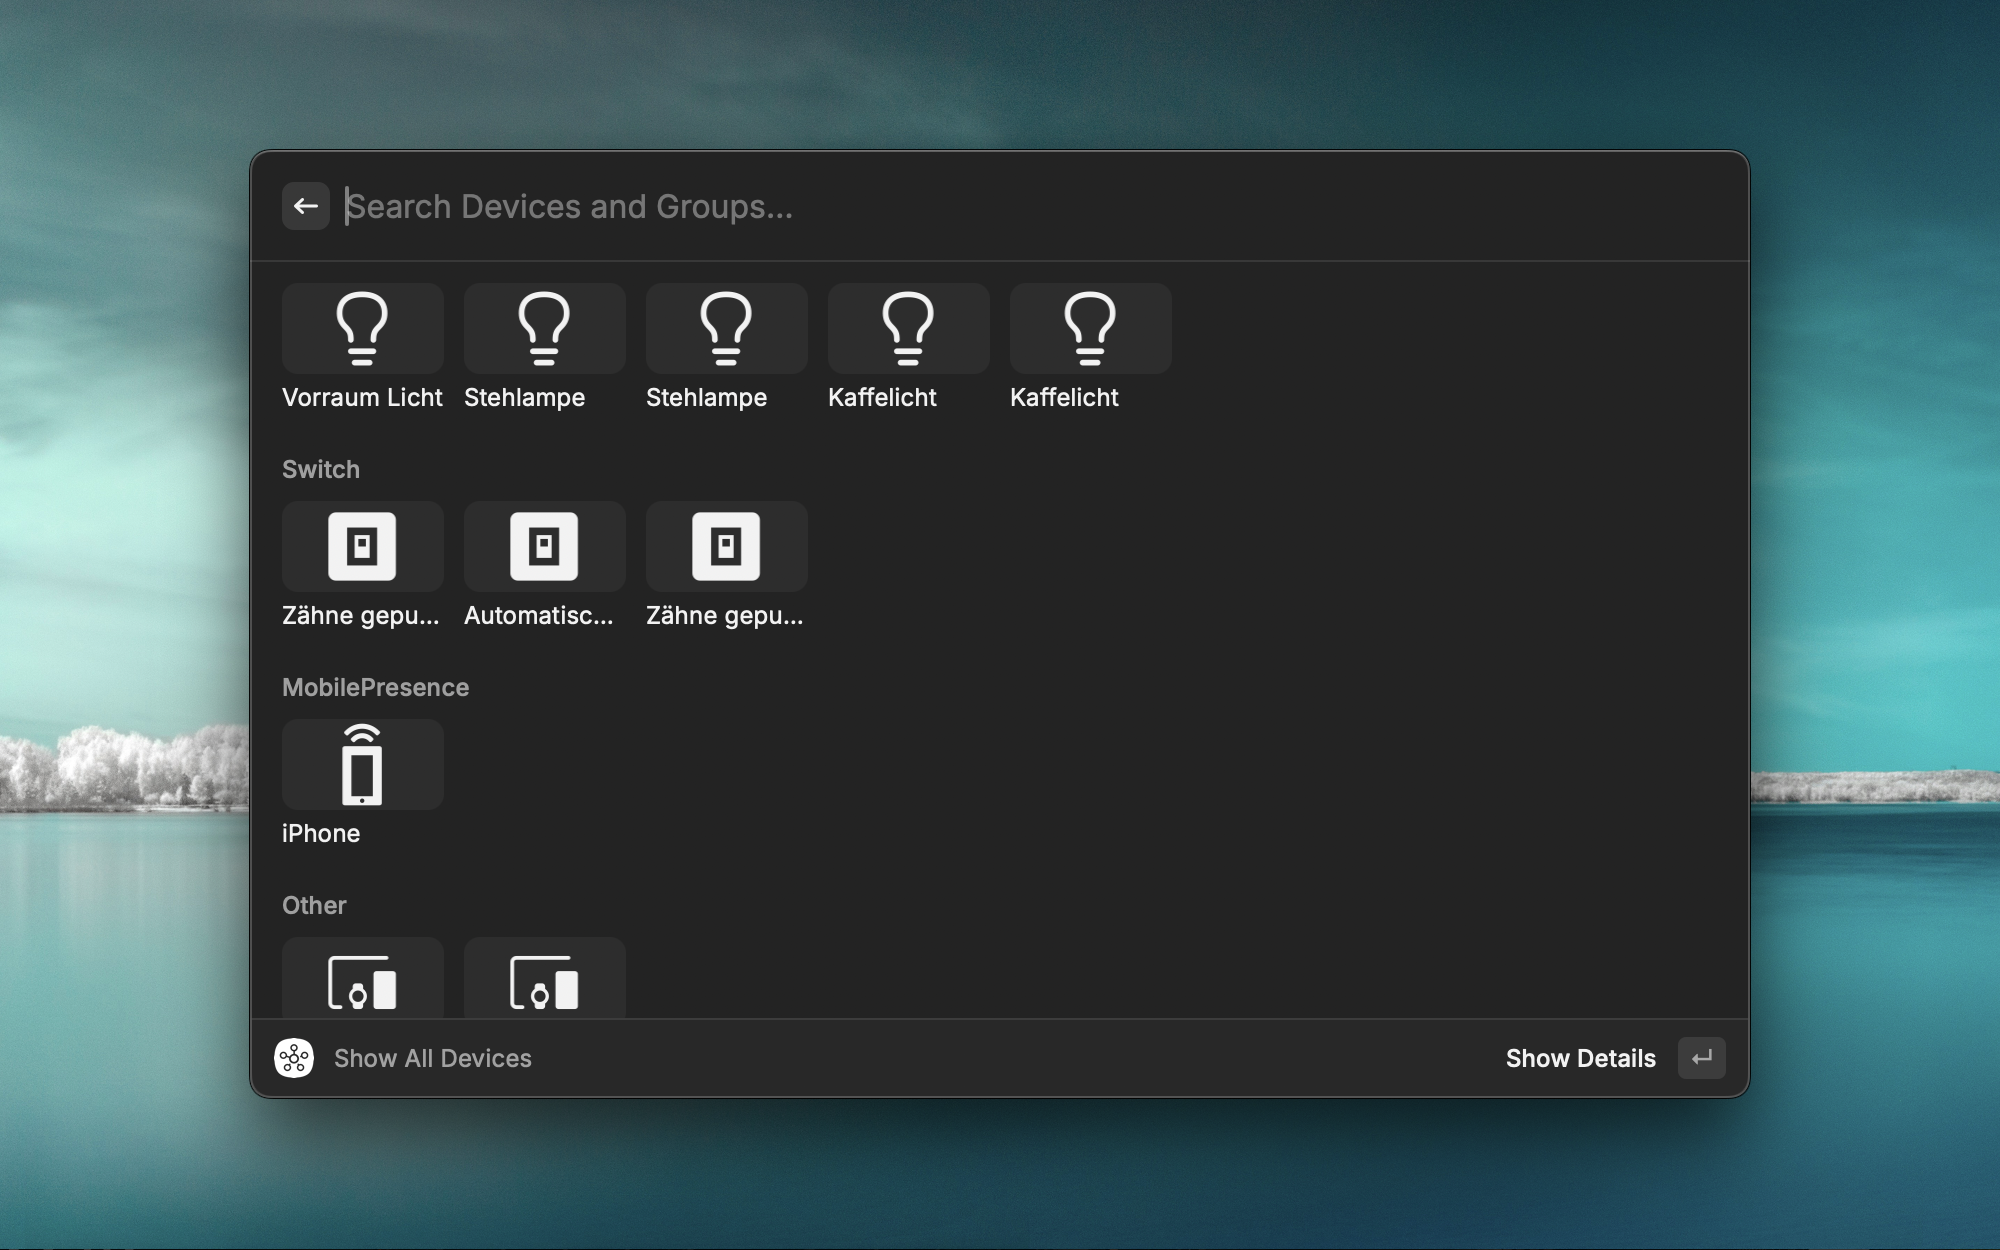 Search Devices and Groups...
Vorraum Licht Stehlampe Stehlampe Kaffelicht Kaffelicht
Switch
Zähne gepu... Automatisc... Zähne gepu...
MobilePresence
iPhone
Other
Show All Devices Show Details